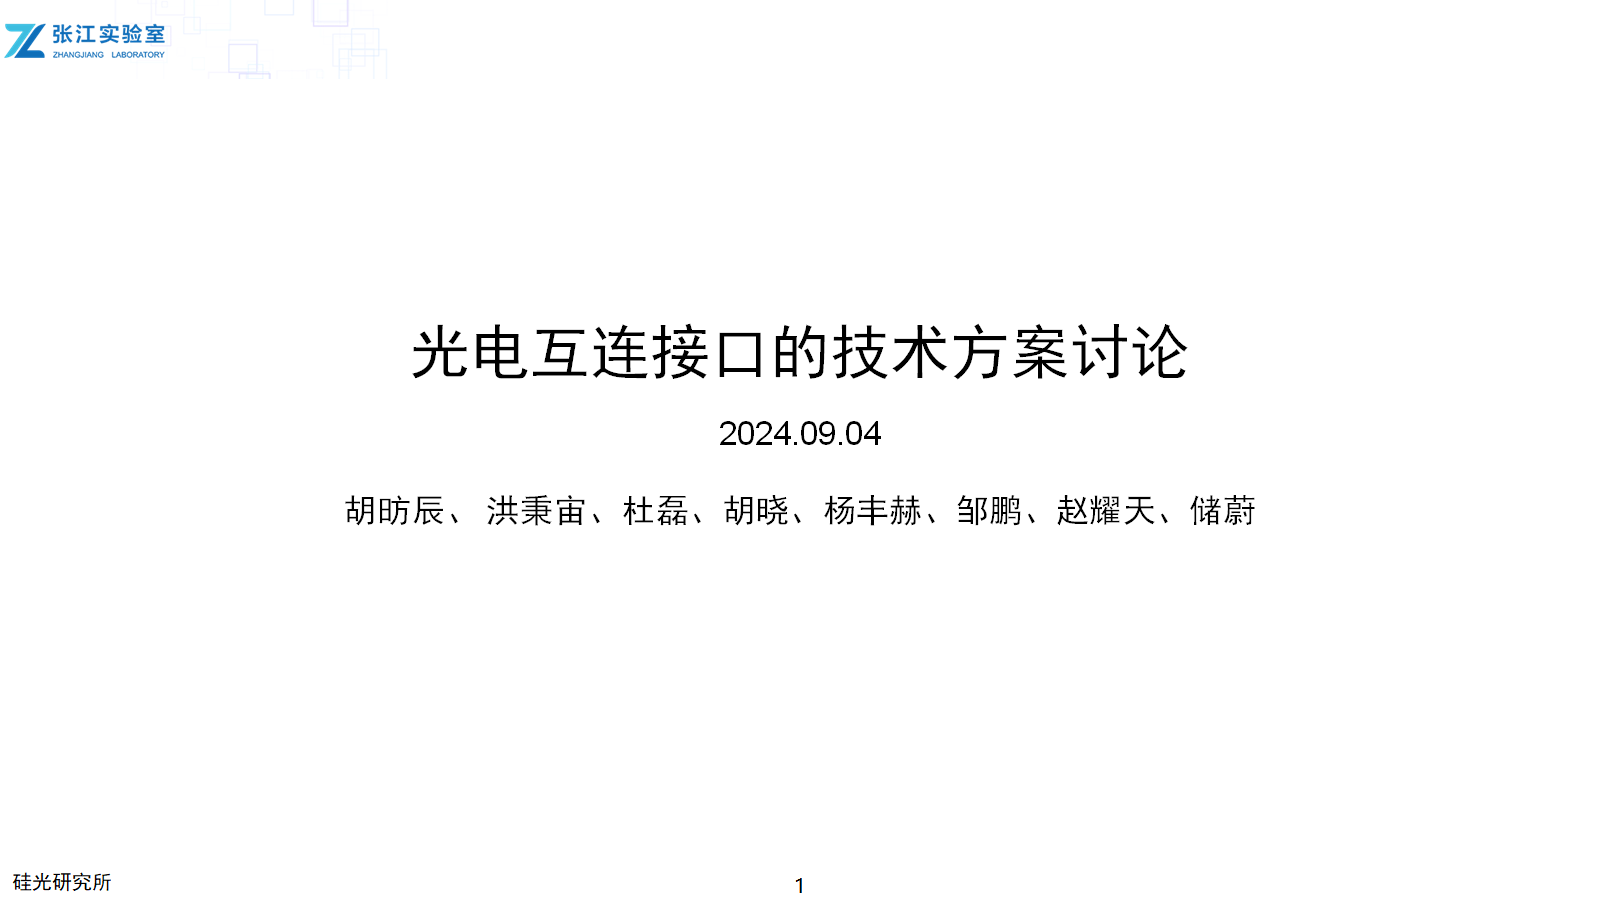 张江实验室
ZHANGJIANG LABORATORY
光电互连接口的技术方案讨论
2024.09.04
胡昉辰、洪秉宙、杜磊、胡晓、杨丰赫、邹鹏、赵耀天、储蔚
硅光研究所
1